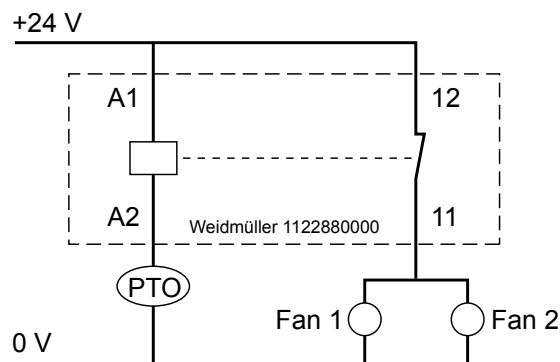 +24 V
A1
12
A2
Weidmüller 1122880000
11
PTO
Fan 1
Fan 2
0 V